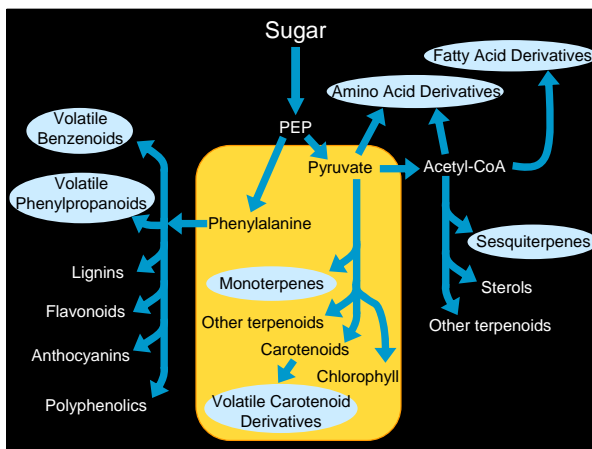 Sugar
Fatty Acid Derivatives
Amino Acid Derivatives
Volatile
Benzenoids
PEP
Pyruvate
Acetyl-CoA
Volatile
Phenylpropanoids
Phenylalanine
Sesquiterpenes
Lignins
Monoterpenes
Sterols
Flavonoids
Other terpenoids
Other terpenoids
Anthocyanins
Carotenoids
Chlorophyll
Polyphenolics
Volatile Carotenoid
Derivatives